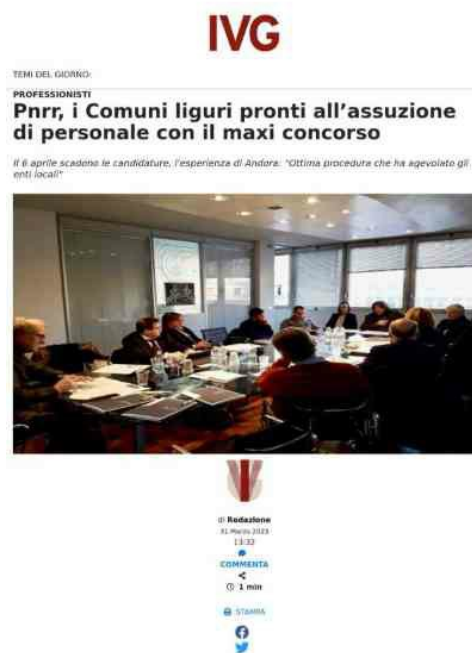 IVG
TEMI DEL GIORNO:
PROFESSIONISTI
Pnrr, i Comuni liguri pronti all’assuzione
di personale con il maxi concorso
Il 6 aprile scadono le candidature, l'esperienza di Andora: "Ottima procedura che ha agevolato gli
enti locali"
di Redazione
31 Marzo 2023
13:32
COMMENTA
1 min
STAMPA